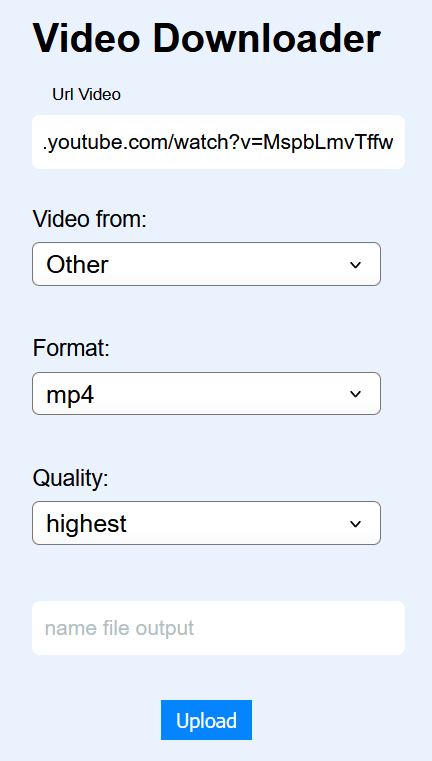 Video Downloader
Url Video
.youtube.com/watch?v=MspbLmvTffw
Video from:
Other
Format:
mp4
Quality:
highest
name file output
Upload